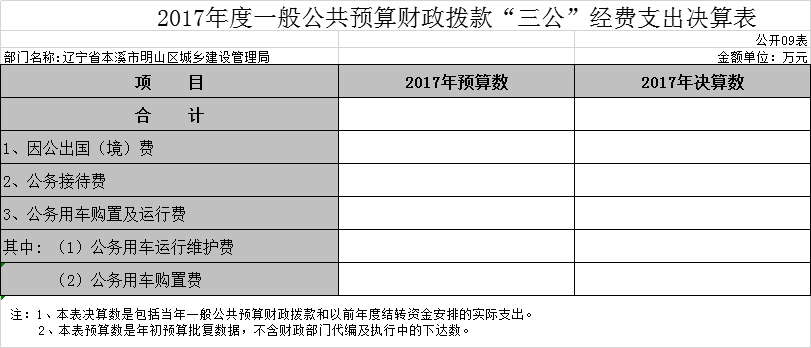 2017年度一般公共预算财政拨款“三公”经费支出决算表
公开09表
部门名称:辽宁省本溪市明山区城乡建设管理局 金额单位：万元
项 目 2017年预算数 2017年决算数
合 计
1、因公出国（境）费
2、公务接待费
3、公务用车购置及运行费
其中:（1）公务用车运行维护费
（2）公务用车购置费
注：1、本表决算数是包括当年一般公共预算财政拨款和以前年度结转资金安排的实际支出。
2、本表预算数是年初预算批复数据，不含财政部门代编及执行中的下达数。